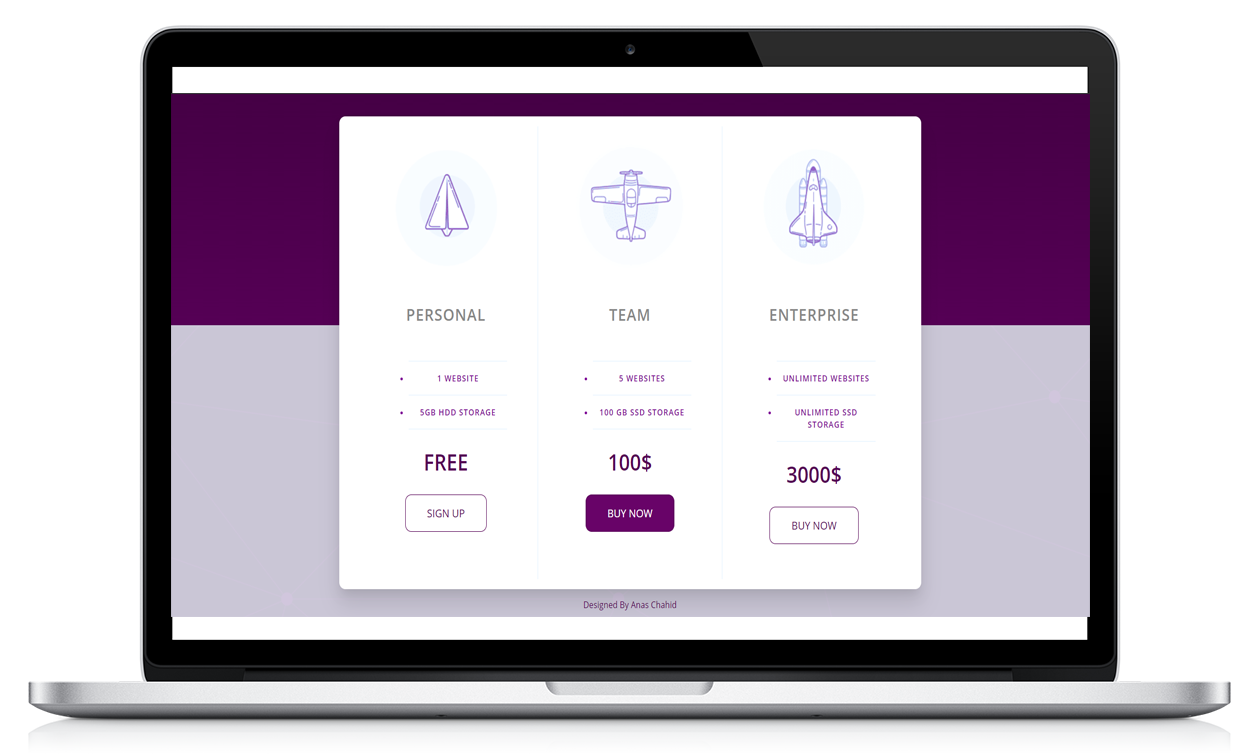 PERSONAL
1 WEBSITE
5GB HDD STORAGE
FREE
SIGN UP
TEAM
5 WEBSITES
100 GB SSD STORAGE
100$
BUY NOW
ENTERPRISE
UNLIMITED WEBSITES
UNLIMITED SSD
STORAGE
3000$
BUY NOW
Designed By Anas Chahid